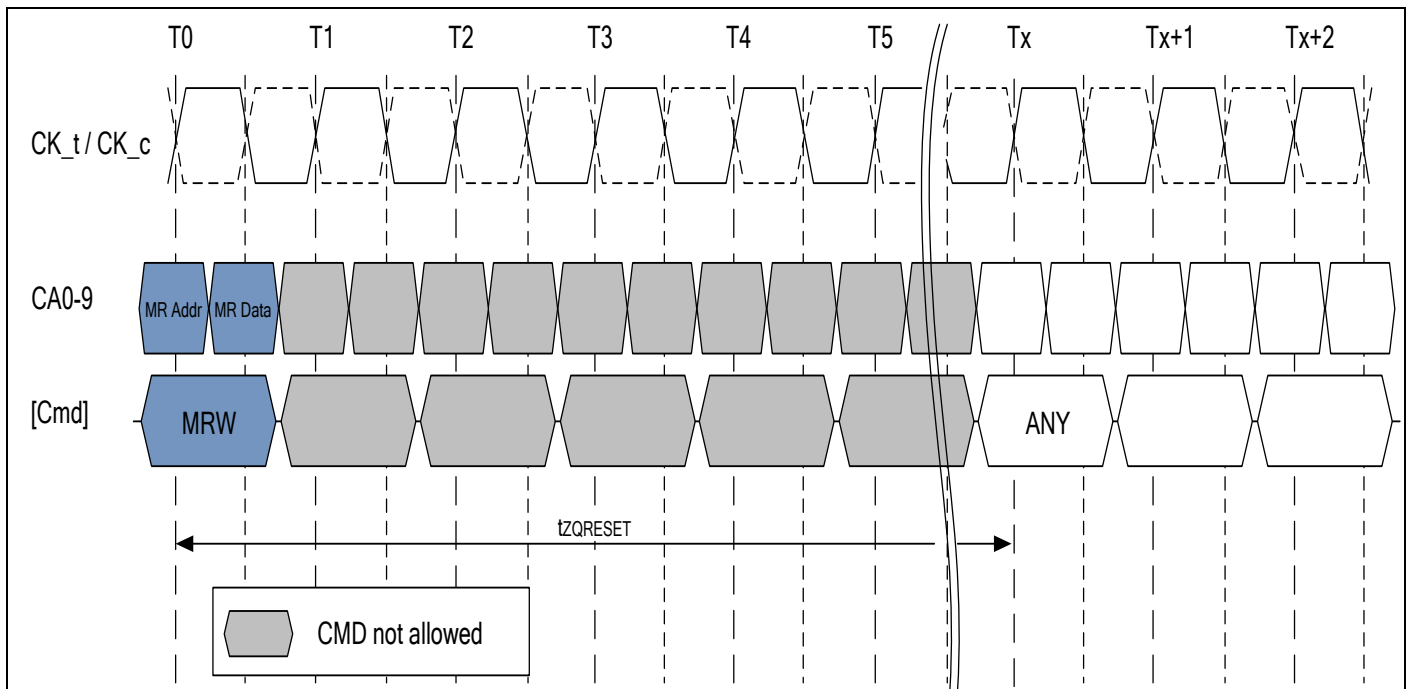 T0 T1 T2 T3 T4 T5 Tx Tx+1 Tx+2
CK_t / CK_c
CA0-9 MR Addr MR Data
[Cmd] MRW ANY
tZQRESET
CMD not allowed